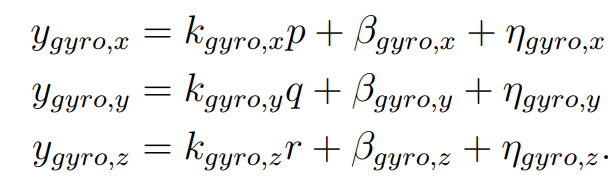 y_{gyro,x} = k_{gyro,x}p + β_{gyro,x} + η_{gyro,x}
y_{gyro,y} = k_{gyro,y}q + β_{gyro,y} + η_{gyro,y}
y_{gyro,z} = k_{gyro,z}r + β_{gyro,z} + η_{gyro,z}.